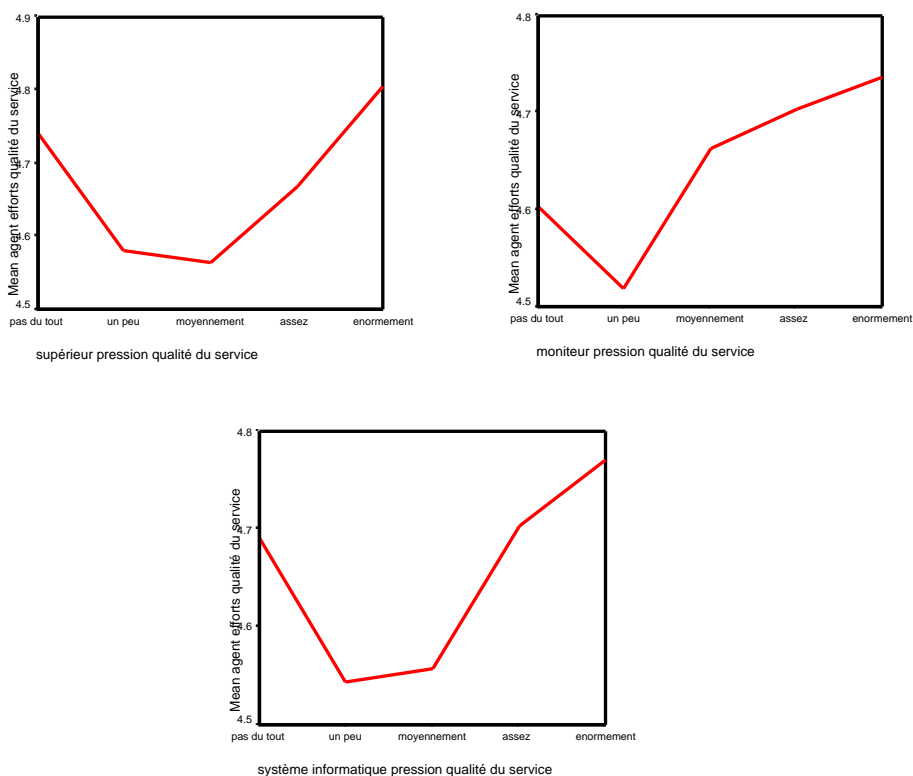 Mean agent efforts qualité du service
4.9
4.8
4.7
4.6
4.5
pas du tout un peu moyennement assez enormement
supérieur pression qualité du service
Mean agent efforts qualité du service
4.8
4.7
4.6
4.5
pas du tout un peu moyennement assez enormement
moniteur pression qualité du service
Mean agent efforts qualité du service
4.8
4.7
4.6
4.5
pas du tout un peu moyennement assez enormement
système informatique pression qualité du service